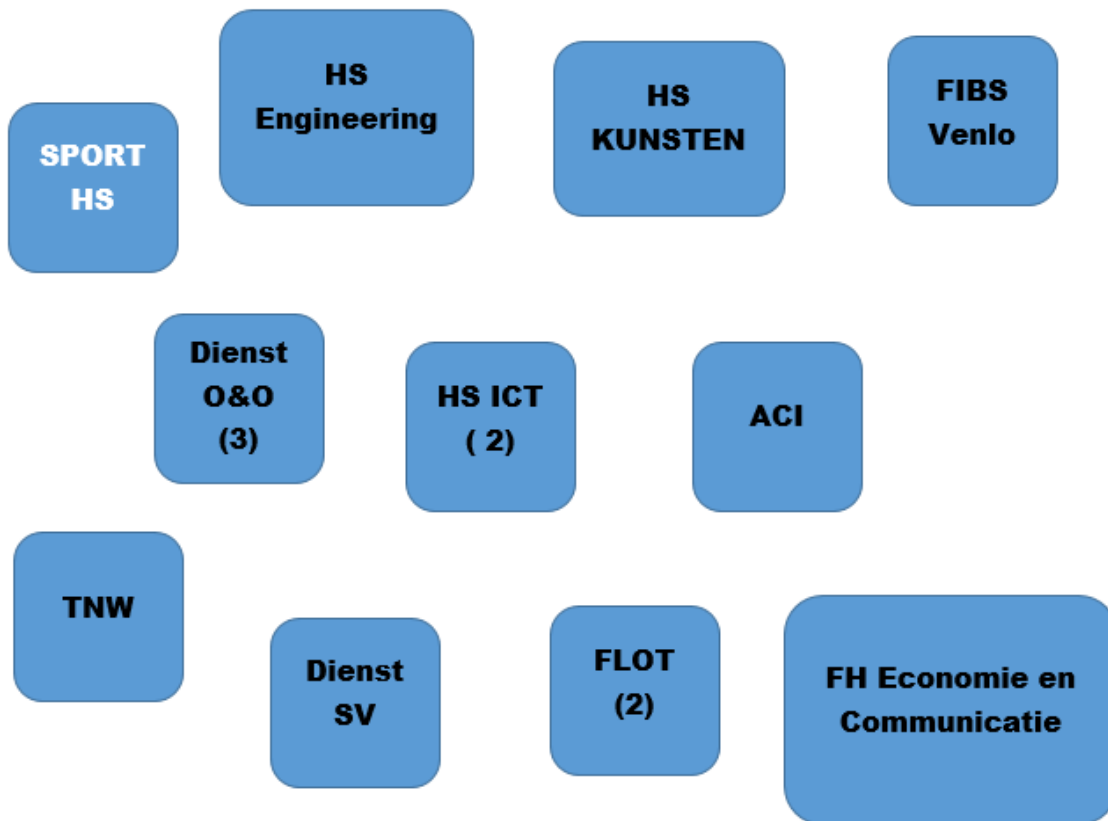 SPORT
HS
HS
Engineering
HS
KUNSTEN
FIBS
Venlo
Dienst
O&O
(3)
HS ICT
( 2)
ACI
TNW
Dienst
SV
FLOT
(2)
FH Economie en
Communicatie